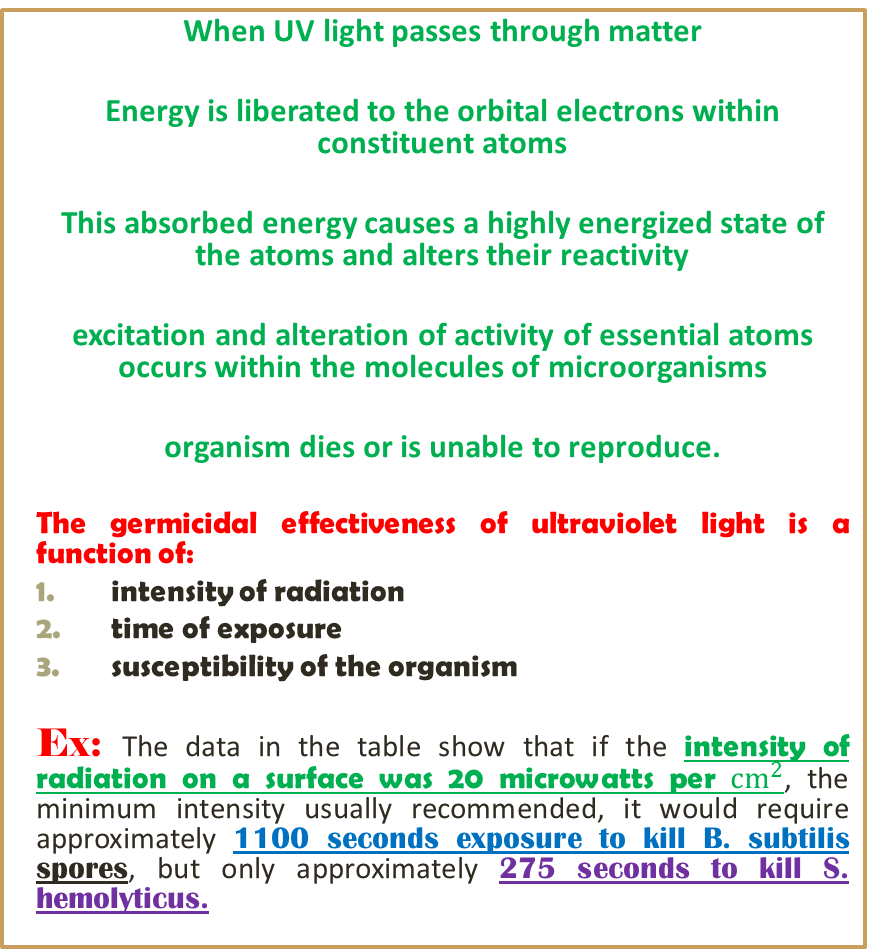 When UV light passes through matter
Energy is liberated to the orbital electrons within
constituent atoms
This absorbed energy causes a highly energized state of
the atoms and alters their reactivity
excitation and alteration of activity of essential atoms
occurs within the molecules of microorganisms
organism dies or is unable to reproduce.
The germicidal effectiveness of ultraviolet light is a
function of:
1. intensity of radiation
2. time of exposure
3. susceptibility of the organism
Ex: The data in the table show that if the intensity of
radiation on a surface was 20 microwatts per cm², the
minimum intensity usually recommended, it would require
approximately 1100 seconds exposure to kill B. subtilis
spores, but only approximately 275 seconds to kill S.
hemolyticus.